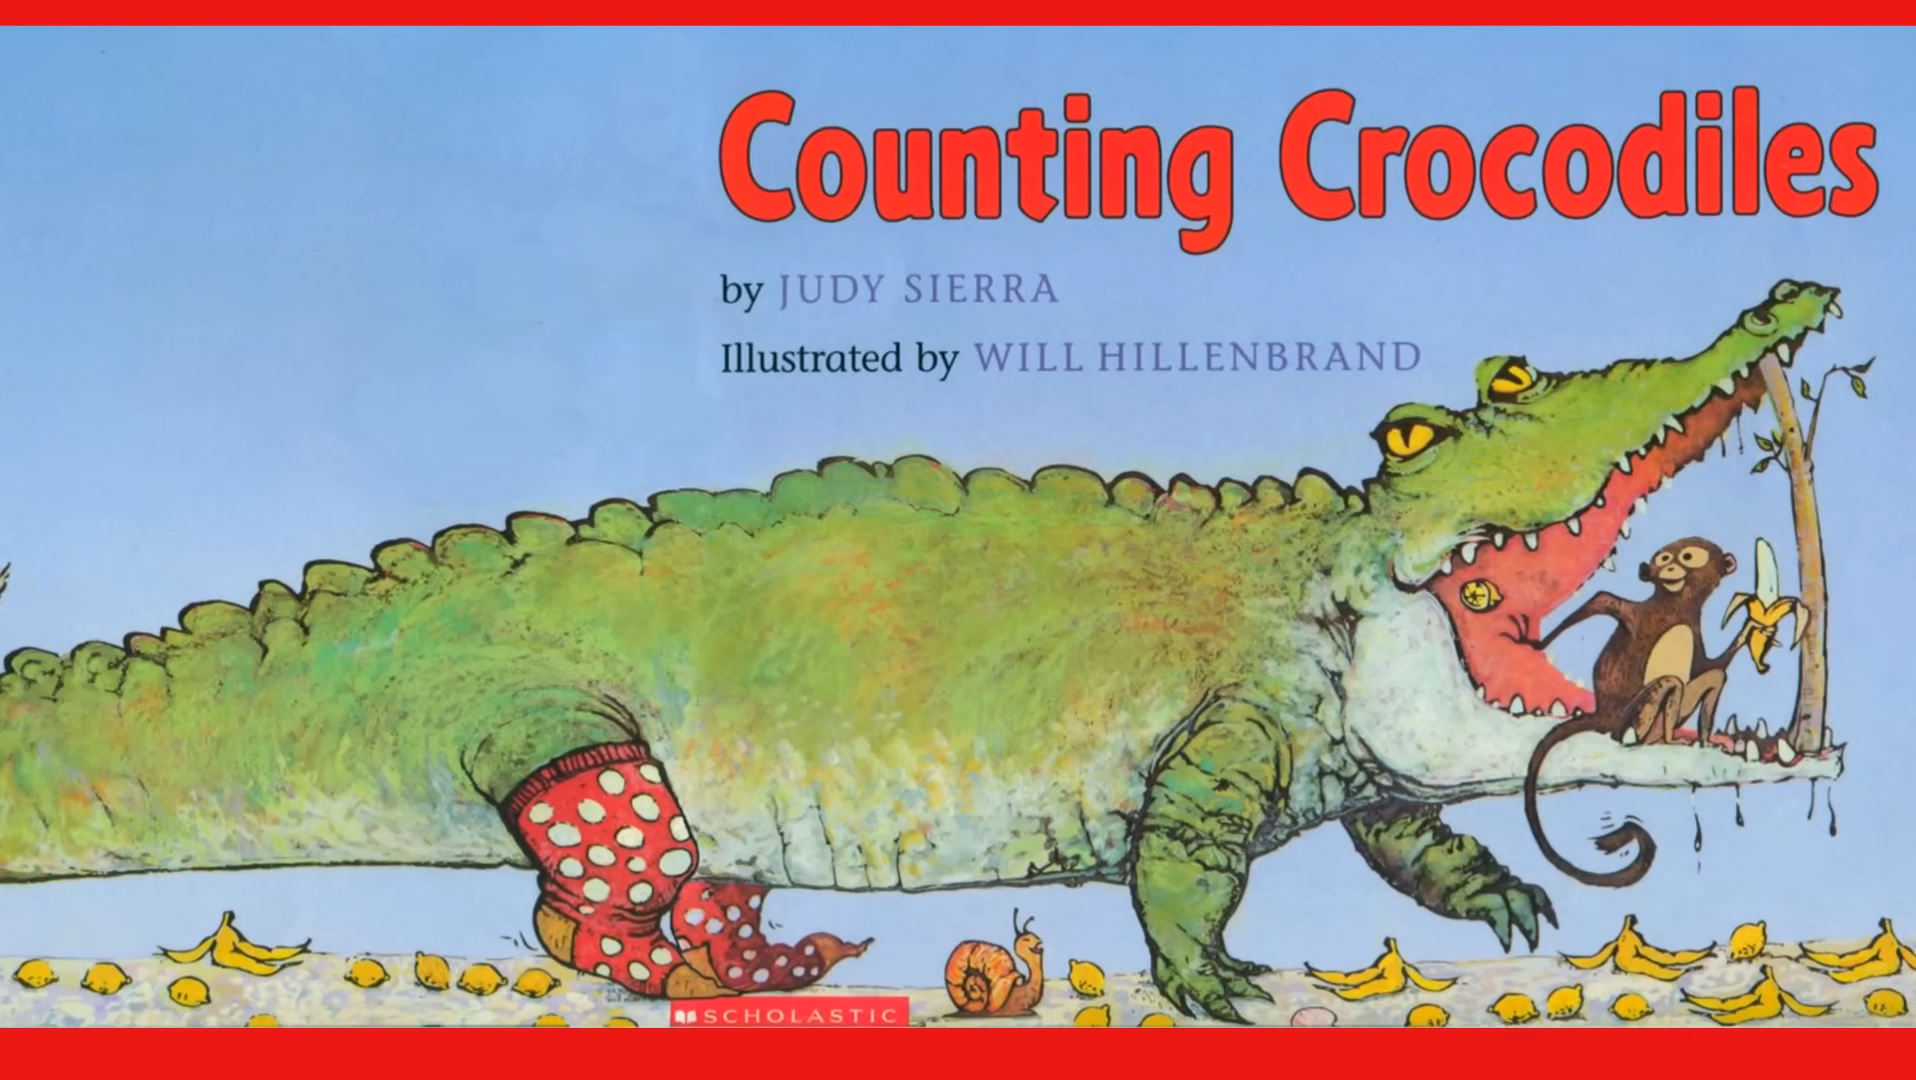 Counting Crocodiles
by JUDY SIERRA
Illustrated by WILL HILLENBRAND
SCHOLASTIC